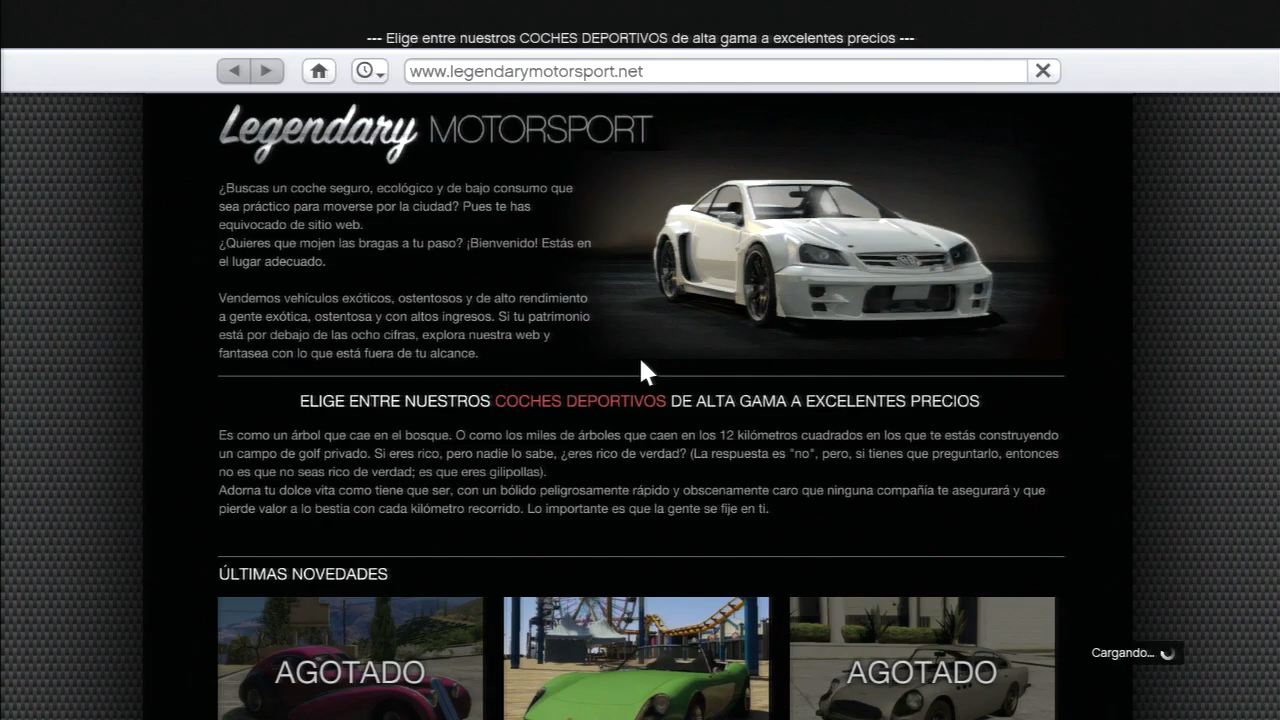 --- Elige entre nuestros COCHES DEPORTIVOS de alta gama a excelentes precios ---
www.legendarymotorsport.net
Legendary MOTORSPORT
¿Buscas un coche seguro, ecológico y de bajo consumo que
sea práctico para moverse por la ciudad? Pues te has
equivocado de sitio web.
¿Quieres que mojen las bragas a tu paso? ¡Bienvenido! Estás en
el lugar adecuado.
Vendemos vehículos exóticos, ostentosos y de alto rendimiento
a gente exótica, ostentosa y con altos ingresos. Si tu patrimonio
está por debajo de las ocho cifras, explora nuestra web y
fantasea con lo que está fuera de tu alcance.
ELIGE ENTRE NUESTROS COCHES DEPORTIVOS DE ALTA GAMA A EXCELENTES PRECIOS
Es como un árbol que cae en el bosque. O como los miles de árboles que caen en los 12 kilómetros cuadrados en los que te estás construyendo
un campo de golf privado. Si eres rico, pero nadie lo sabe, ¿eres rico de verdad? (La respuesta es "no", pero, si tienes que preguntarlo, entonces
no es que no seas rico de verdad; es que eres gilipollas).
Adorna tu dolce vita como tiene que ser, con un bólido peligrosamente rápido y obscenamente caro que ninguna compañía te asegurará y que
pierde valor a lo bestia con cada kilómetro recorrido. Lo importante es que la gente se fije en ti.
ÚLTIMAS NOVEDADES
AGOTADO
AGOTADO
Cargando...